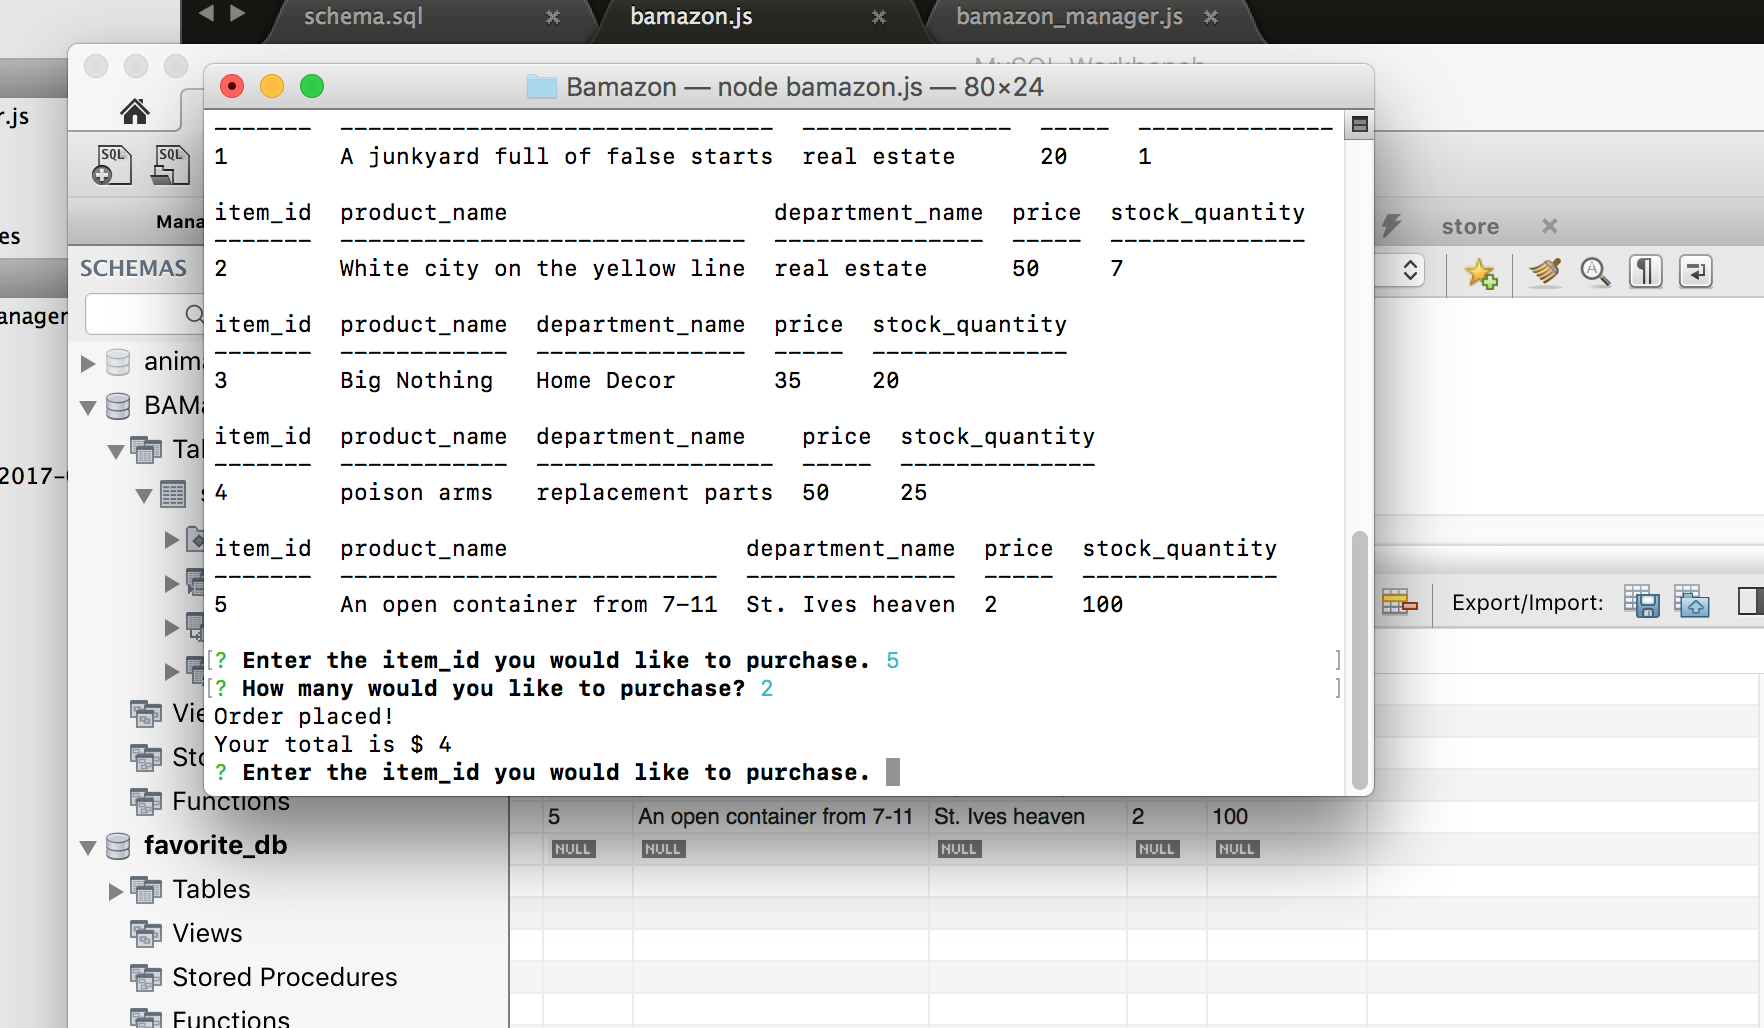 schema.sql bamazon.js bamazon_manager.js
MySQL Workbench
Bamazon — node bamazon.js — 80×24
------- ------------------------------- --------------- ----- --------------
1 A junkyard full of false starts real estate 20 1
item_id product_name department_name price stock_quantity
------- ----------------------------- --------------- ----- --------------
2 White city on the yellow line real estate 50 7
item_id product_name department_name price stock_quantity
------- ------------ --------------- ----- --------------
3 Big Nothing Home Decor 35 20
item_id product_name department_name price stock_quantity
------- ------------ ----------------- ----- --------------
4 poison arms replacement parts 50 25
item_id product_name department_name price stock_quantity
------- --------------------------- --------------- ----- --------------
5 An open container from 7-11 St. Ives heaven 2 100
[? Enter the item_id you would like to purchase. 5 ]
[? How many would you like to purchase? 2 ]
Order placed!
Your total is $ 4
? Enter the item_id you would like to purchase.
r.js
es
anager
2017-
SQL SQL
Mana
SCHEMAS
anima
BAMa
Tab
Vie
Sto
Functions
favorite_db
Tables
Views
Stored Procedures
Functions
store
Export/Import:
5 An open container from 7-11 St. Ives heaven 2 100
NULL NULL NULL NULL NULL